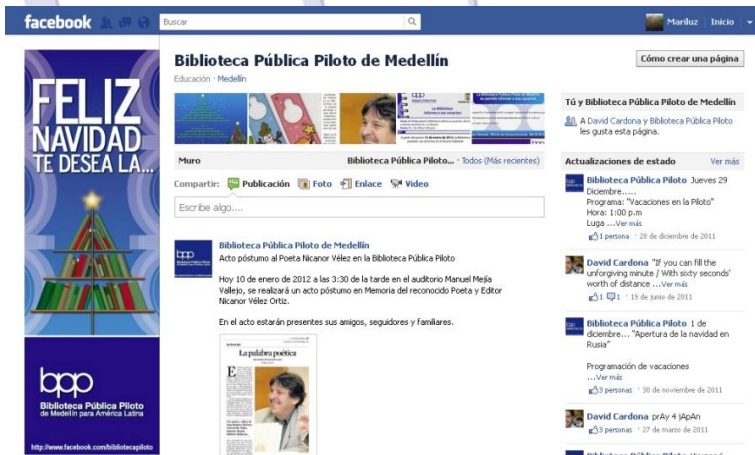 facebook
Buscar
Mariluz Inicio
FELIZ
NAVIDAD
TE DESEA LA...
bpp
Biblioteca Pública Piloto
de Medellín para América Latina
http://www.facebook.com/bibliotecapiloto
Biblioteca Pública Piloto de Medellín
Educación · Medellín
Muro
Biblioteca Pública Piloto... · Todos (Más recientes)
Compartir: Publicación Foto Enlace Video
Escribe algo....
bpp
Biblioteca Pública Piloto de Medellín
Acto póstumo al Poeta Nicanor Vélez en la Biblioteca Pública Piloto
Hoy 10 de enero de 2012 a las 3:30 de la tarde en el auditorio Manuel Mejía
Vallejo, se realizará un acto póstumo en Memoria del reconocido Poeta y Editor
Nicanor Vélez Ortiz.
En el acto estarán presentes sus amigos, seguidores y familiares.
La palabra poética
Cómo crear una página
Tú y Biblioteca Pública Piloto de Medellín
A David Cardona y Biblioteca Pública Piloto
les gusta esta página.
Actualizaciones de estado Ver más
Biblioteca Pública Piloto Jueves 29
Diciembre.....
Programa: "Vacaciones en la Piloto"
Hora: 1:00 p.m
Luga ...Ver más
1 persona · 28 de diciembre de 2011
David Cardona "If you can fill the
unforgiving minute / With sixty seconds'
worth of distance ...Ver más
1 1 · 19 de junio de 2011
Biblioteca Pública Piloto 1 de
diciembre... "Apertura de la navidad en
Rusia"
Programación de vacaciones
...Ver más
3 personas · 30 de noviembre de 2011
David Cardona prAy 4 jApAn
3 personas · 27 de marzo de 2011